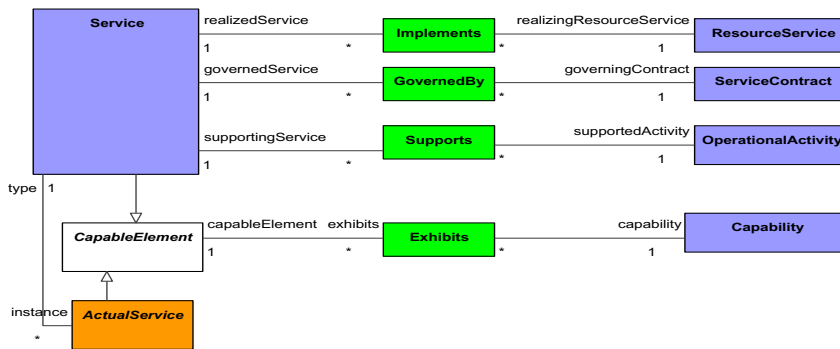 Service
realizedService
1
*
Implements
realizingResourceService
*
1
ResourceService
governedService
1
*
GovernedBy
governingContract
*
1
ServiceContract
supportingService
1
*
Supports
supportedActivity
*
1
OperationalActivity
type
1
CapableElement
capableElement
exhibits
1
*
Exhibits
capability
*
1
Capability
instance
*
ActualService